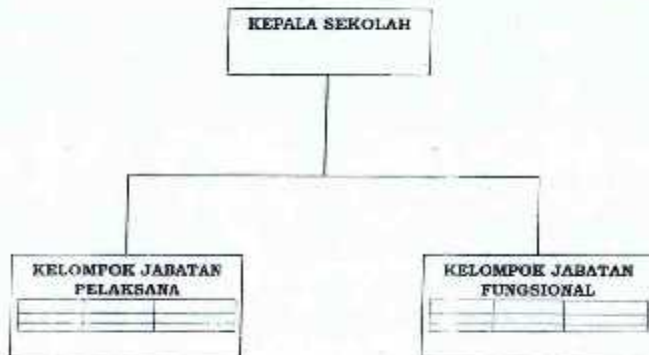 KEPALA SEKOLAH
KELOMPOK JABATAN
PELAKSANA
KELOMPOK JABATAN
FUNGSIONAL